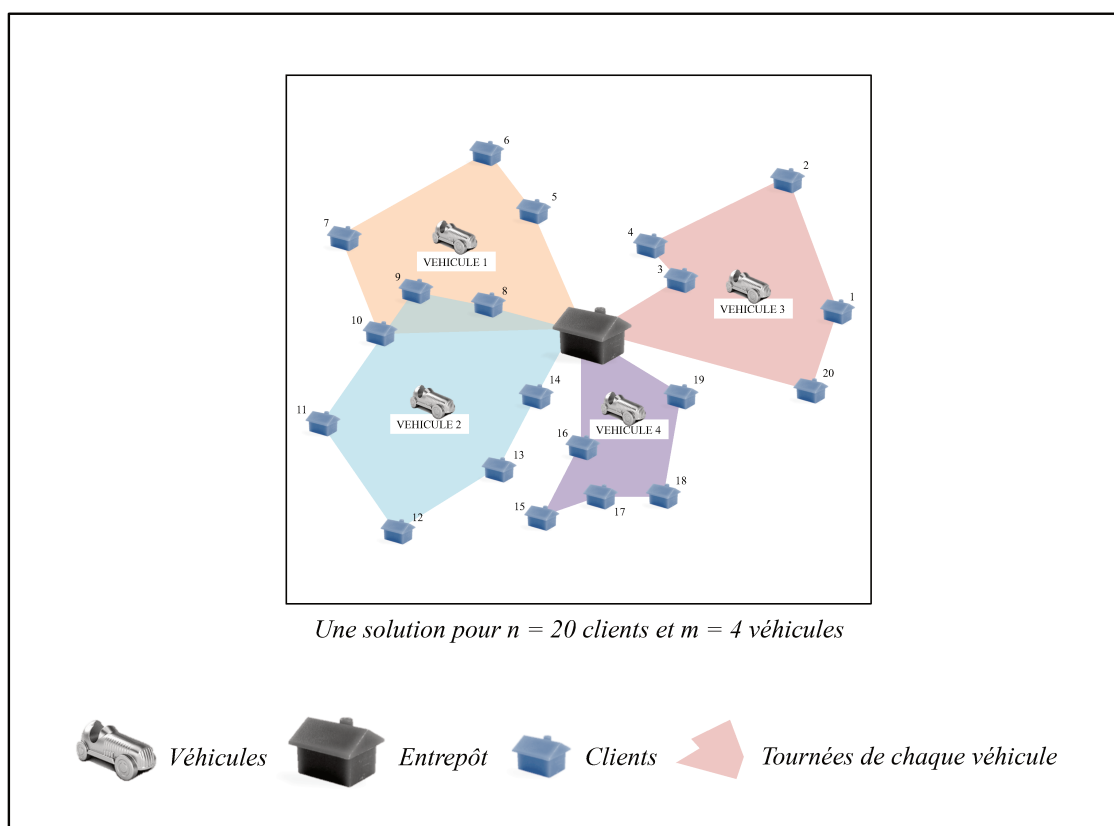 6
2
5
7
4
VEHICULE 1
3
9
8
VEHICULE 3
1
10
14
19
20
11
VEHICULE 2
VEHICULE 4
16
13
15
17
18
12
Une solution pour n = 20 clients et m = 4 véhicules
Véhicules
Entrepôt
Clients
Tournées de chaque véhicule